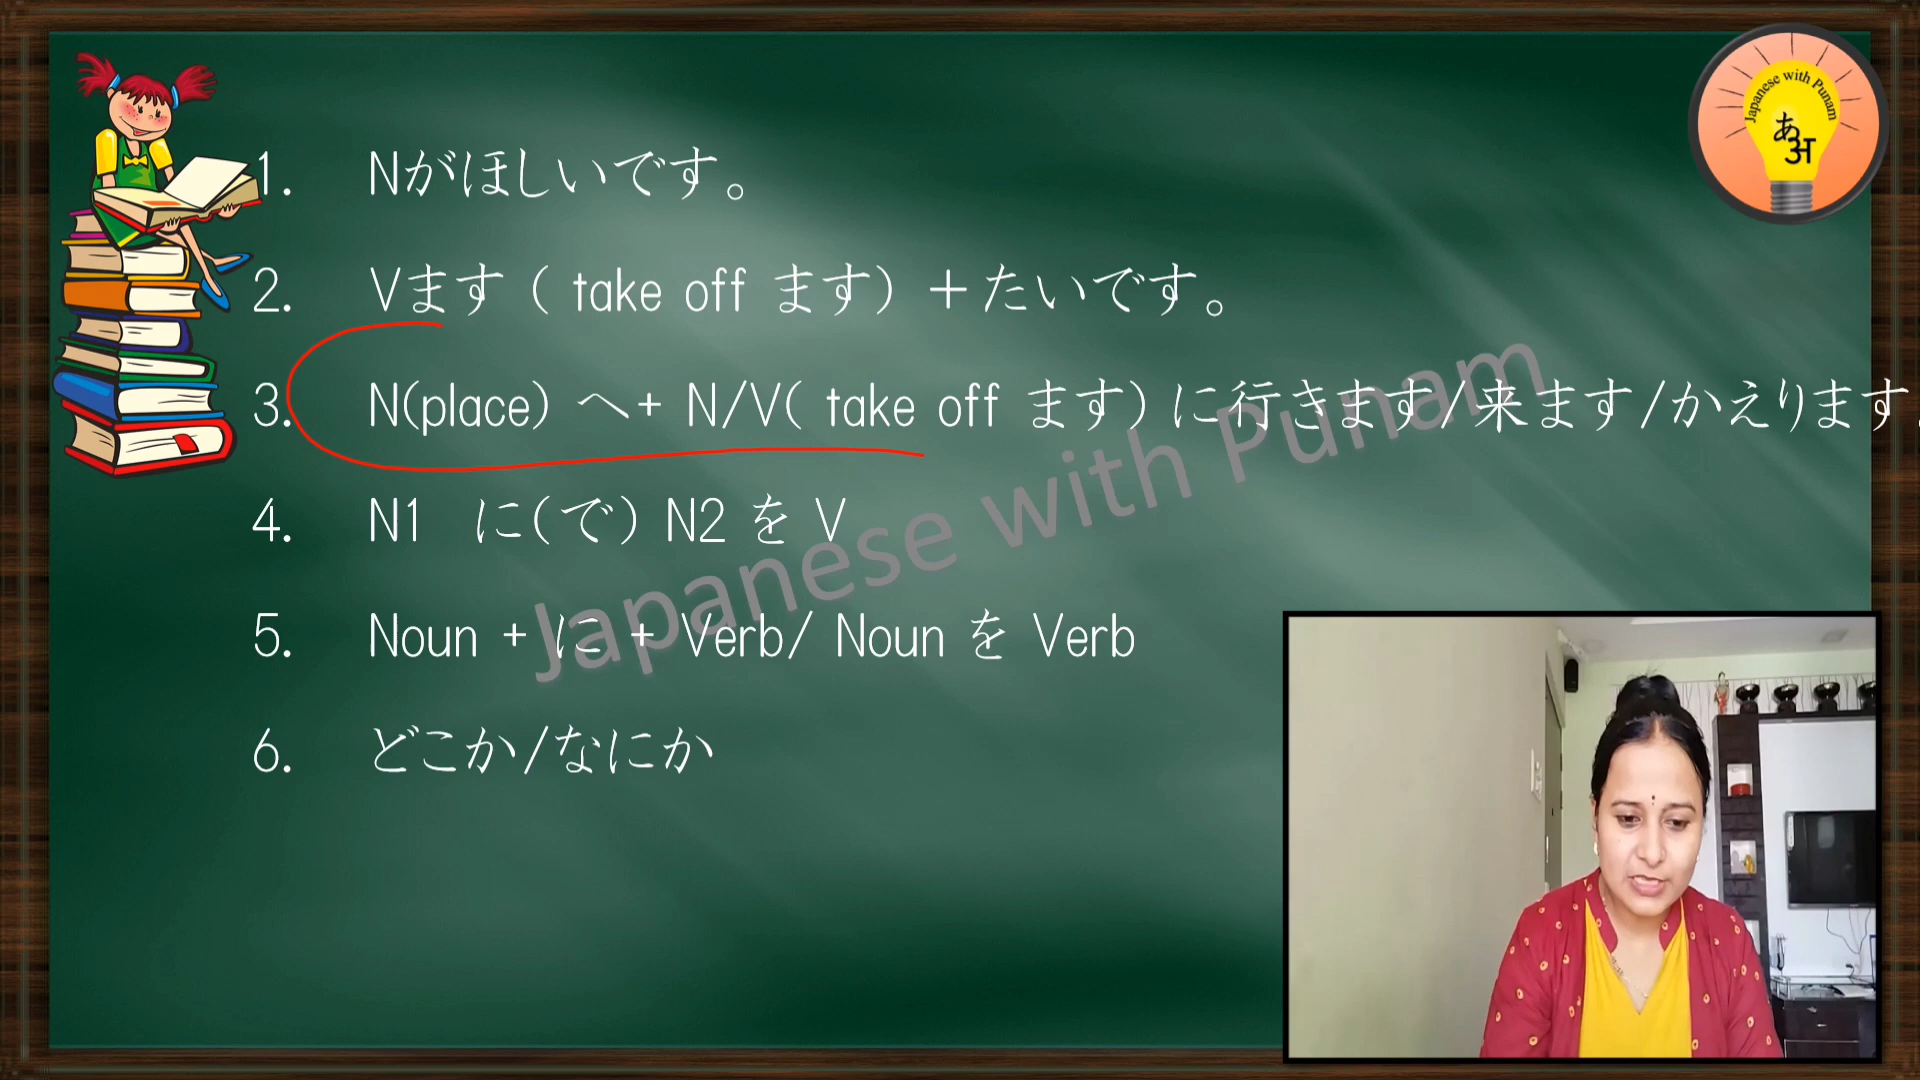 1. Nがほしいです。
2. Vます ( take off ます) +たいです。
3. N(place) へ+ N/V( take off ます) に行きます/来ます/かえります。
4. N1 に(で) N2 を V
5. Noun + に + Verb/ Noun を Verb
6. どこか/なにか
Japanese with Punam
Japanese with Punam
あ
अ